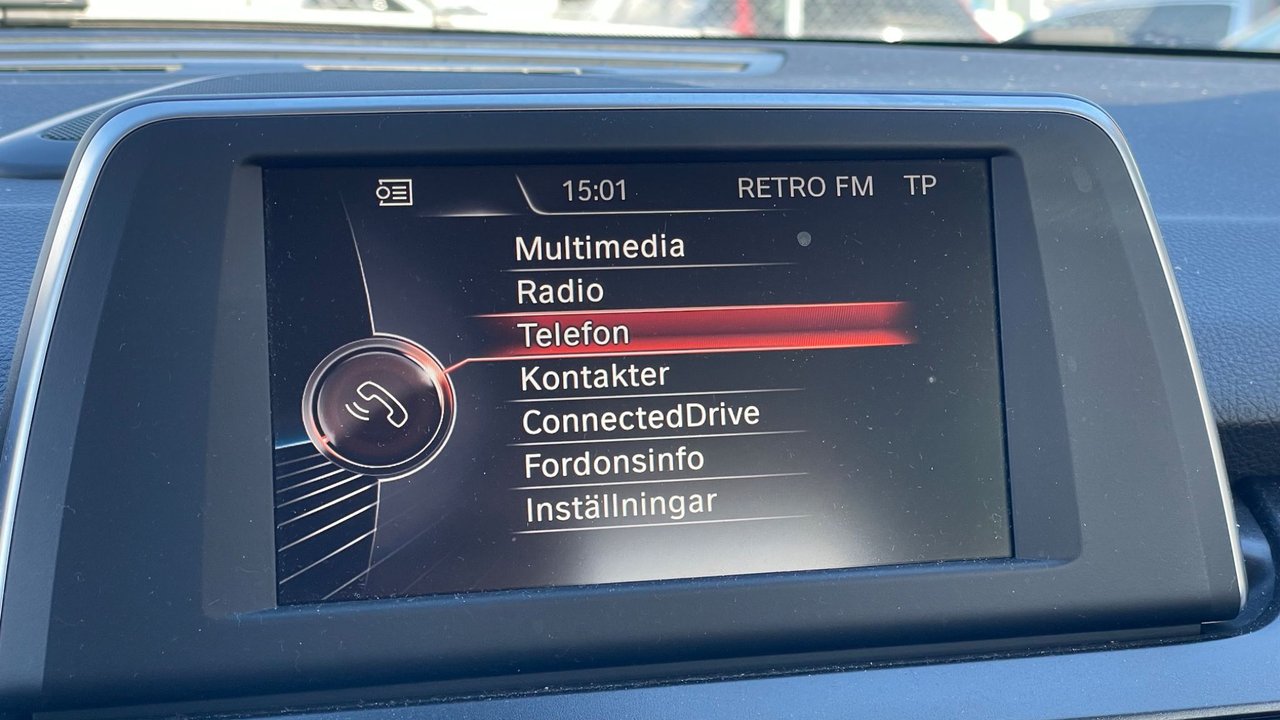 15:01 RETRO FM TP
Multimedia
Radio
Telefon
Kontakter
ConnectedDrive
Fordonsinfo
Inställningar